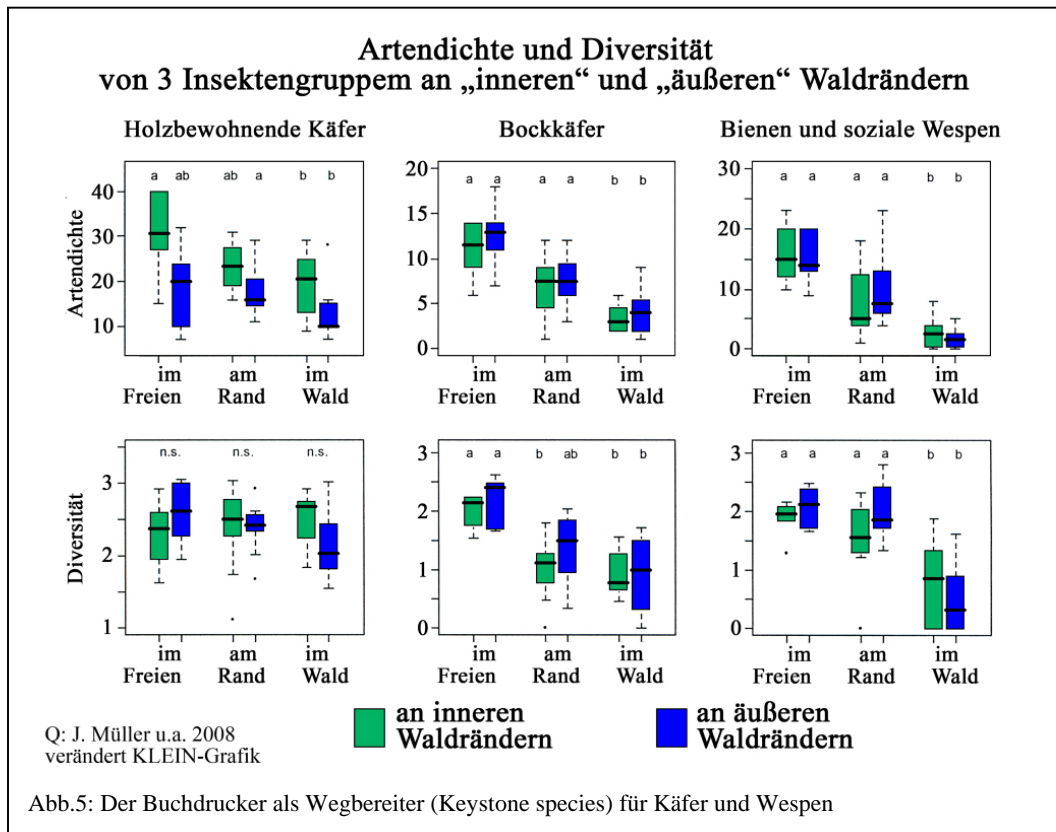 Artendichte und Diversität
von 3 Insektengruppem an „inneren“ und „äußeren“ Waldrändern
Holzbewohnende Käfer
Bockkäfer
Bienen und soziale Wespen
Artendichte
40
30
20
10
a ab ab a b b
im am im
Freien Rand Wald
20
15
10
5
0
a a a a b b
im am im
Freien Rand Wald
30
20
10
0
a a a a b b
im am im
Freien Rand Wald
Diversität
3
2
1
n.s. n.s. n.s.
im am im
Freien Rand Wald
3
2
1
0
a a b ab b b
im am im
Freien Rand Wald
3
2
1
0
a a a a b b
im am im
Freien Rand Wald
Q: J. Müller u.a. 2008
verändert KLEIN-Grafik
an inneren
Waldrändern
an äußeren
Waldrändern
Abb.5: Der Buchdrucker als Wegbereiter (Keystone species) für Käfer und Wespen